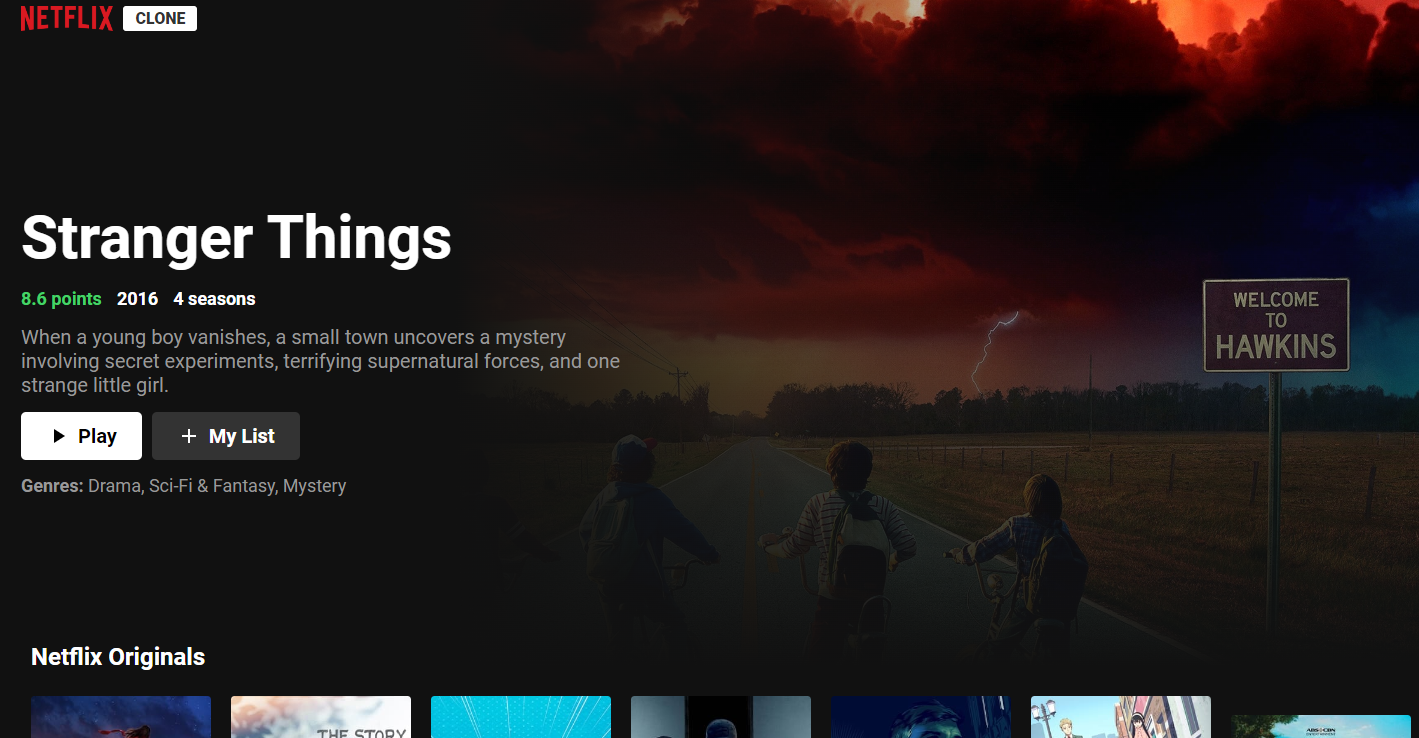 NETFLIX CLONE
Stranger Things
8.6 points 2016 4 seasons
When a young boy vanishes, a small town uncovers a mystery
involving secret experiments, terrifying supernatural forces, and one
strange little girl.
Play + My List
Genres: Drama, Sci-Fi & Fantasy, Mystery
WELCOME
TO
HAWKINS
Netflix Originals
THE STORY
ABS-CBN